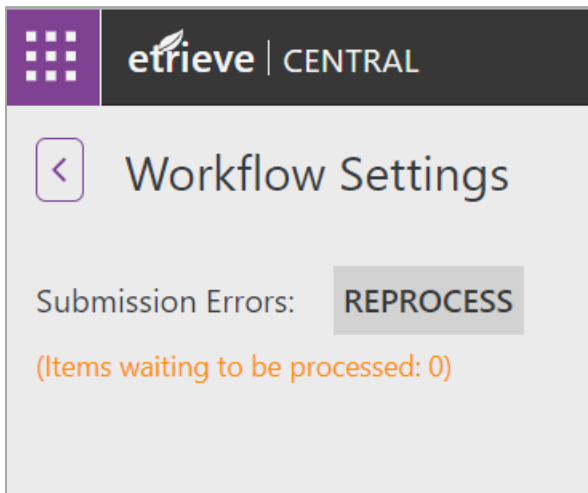 etrieve | CENTRAL
Workflow Settings
Submission Errors: REPROCESS
(Items waiting to be processed: 0)